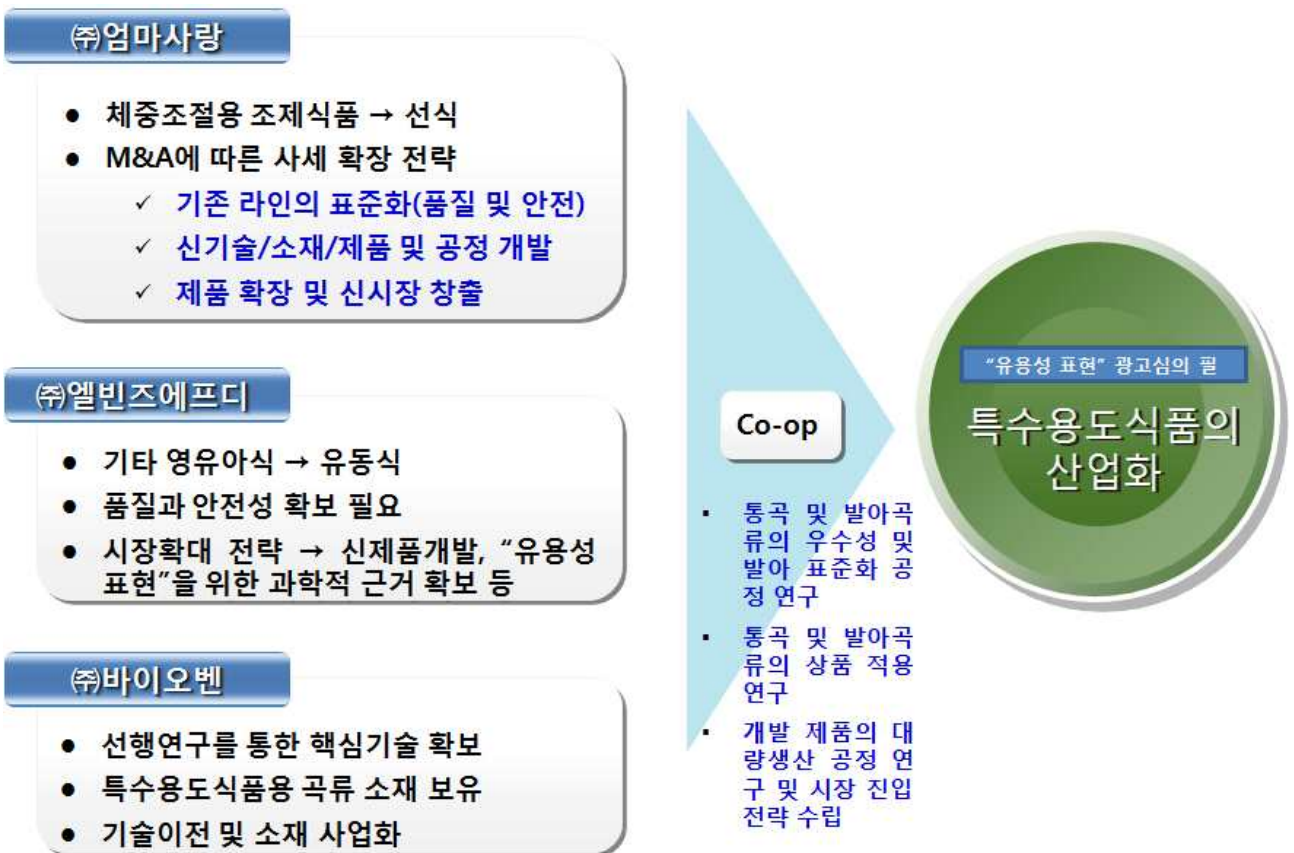 ㈜엄마사랑
● 체중조절용 조제식품 → 선식
● M&A에 따른 사세 확장 전략
✓ 기존 라인의 표준화(품질 및 안전)
✓ 신기술/소재/제품 및 공정 개발
✓ 제품 확장 및 신시장 창출
㈜엘빈즈에프디
● 기타 영유아식 → 유동식
● 품질과 안전성 확보 필요
● 시장확대 전략 → 신제품개발, “유용성
표현”을 위한 과학적 근거 확보 등
㈜바이오벤
● 선행연구를 통한 핵심기술 확보
● 특수용도식품용 곡류 소재 보유
● 기술이전 및 소재 사업화
Co-op
▪ 통곡 및 발아곡
류의 우수성 및
발아 표준화 공
정 연구
▪ 통곡 및 발아곡
류의 상품 적용
연구
▪ 개발 제품의 대
량생산 공정 연
구 및 시장 진입
전략 수립
“유용성 표현” 광고심의 필
특수용도식품의
산업화